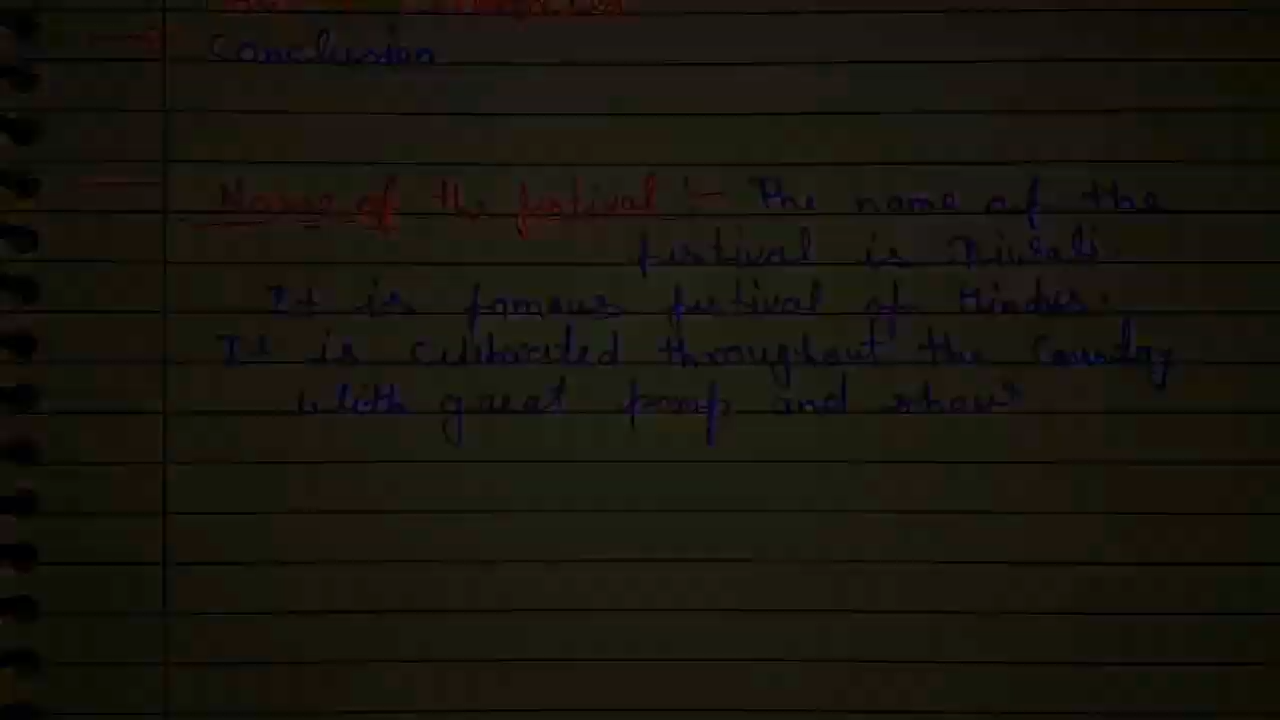 Conclusion
Name of the festival :- The name of the
festival is Diwali.
It is famous festival of Hindus.
It is celebrated throughout the country
with great pomp and show